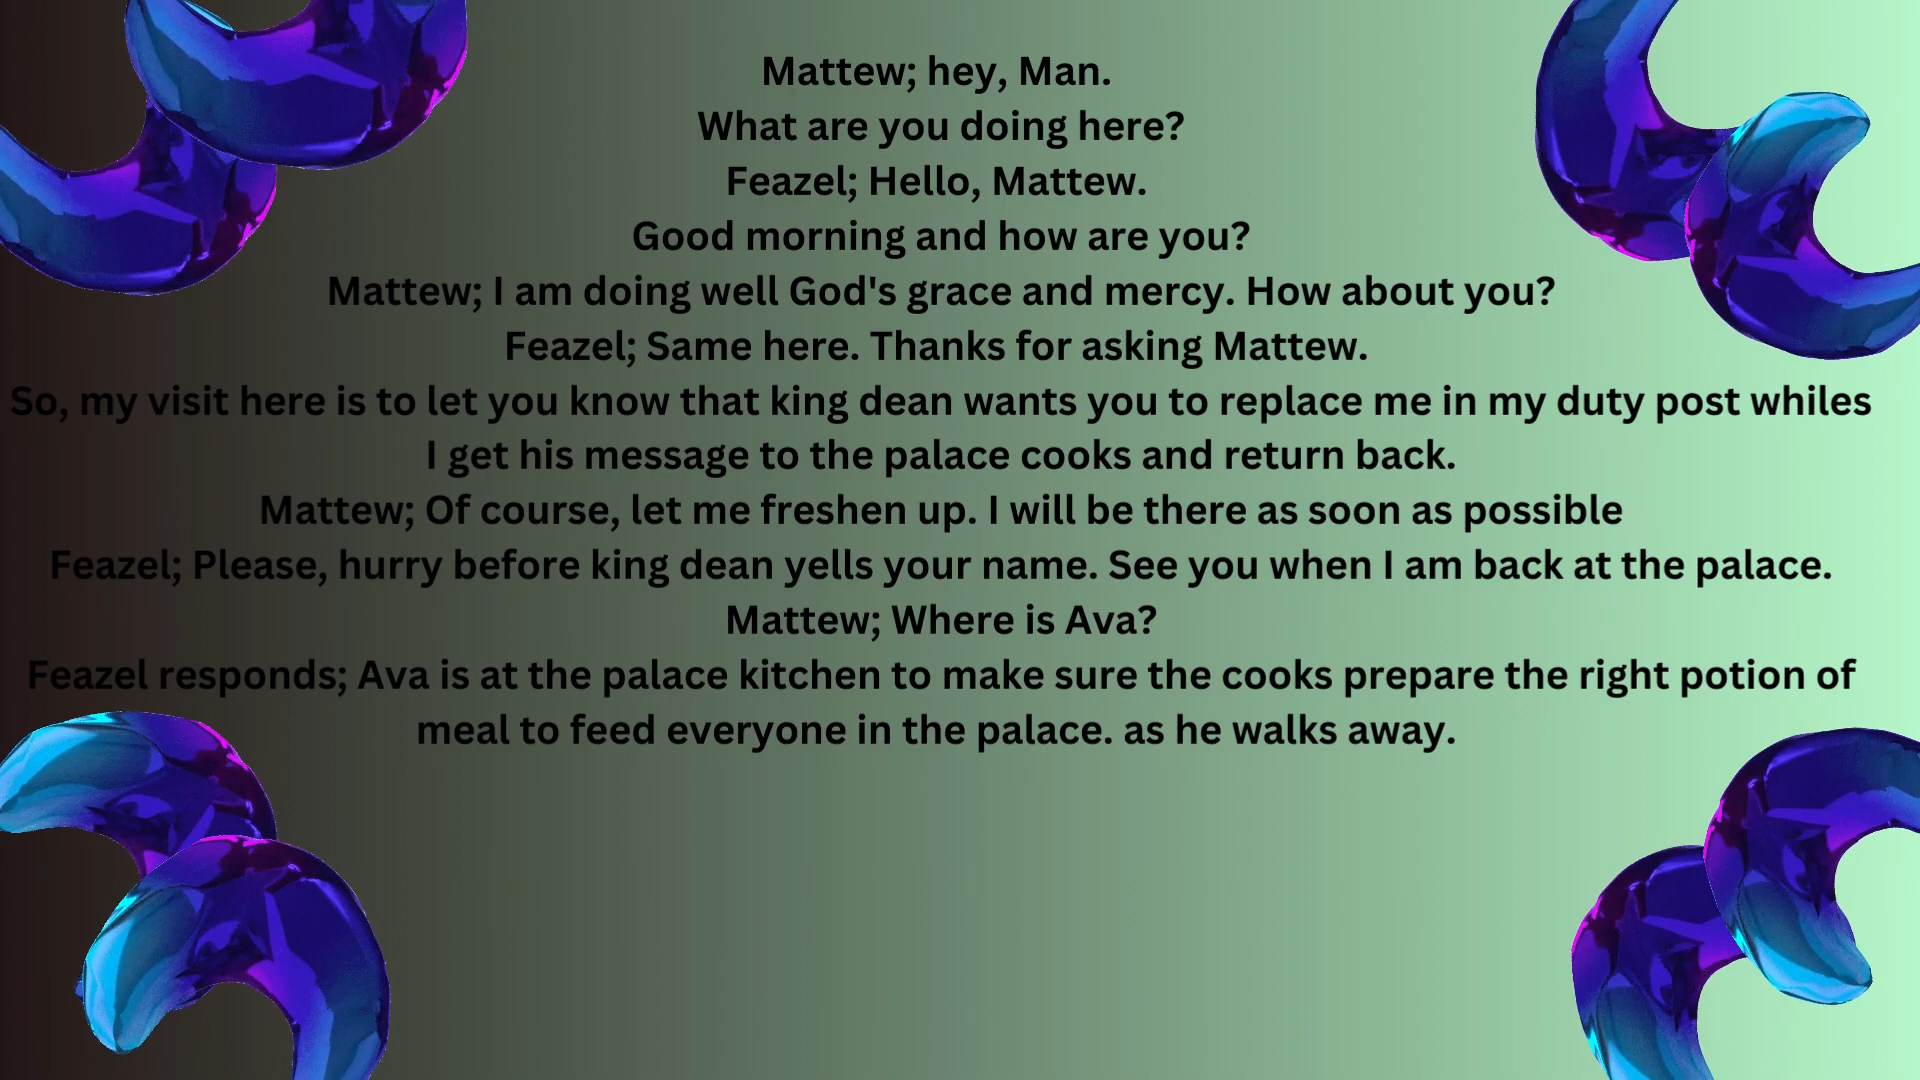 Mattew; hey, Man.
What are you doing here?
Feazel; Hello, Mattew.
Good morning and how are you?
Mattew; I am doing well God's grace and mercy. How about you?
Feazel; Same here. Thanks for asking Mattew.
So, my visit here is to let you know that king dean wants you to replace me in my duty post whiles
I get his message to the palace cooks and return back.
Mattew; Of course, let me freshen up. I will be there as soon as possible
Feazel; Please, hurry before king dean yells your name. See you when I am back at the palace.
Mattew; Where is Ava?
Feazel responds; Ava is at the palace kitchen to make sure the cooks prepare the right potion of
meal to feed everyone in the palace. as he walks away.